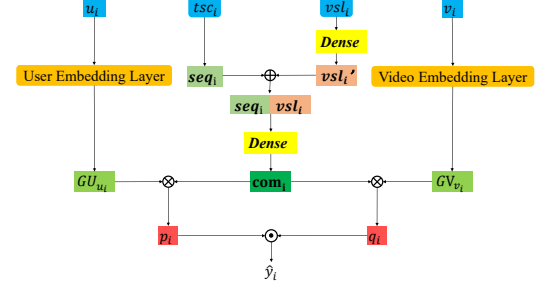 u_i tsc_i vsl_i v_i
Dense
User Embedding Layer seq_i ⊕ vsl_i' Video Embedding Layer
seq_i vsl_i
Dense
GU_{u_i} ⊗ com_i ⊗ GV_{v_i}
p_i ⊙ q_i
ŷ_i